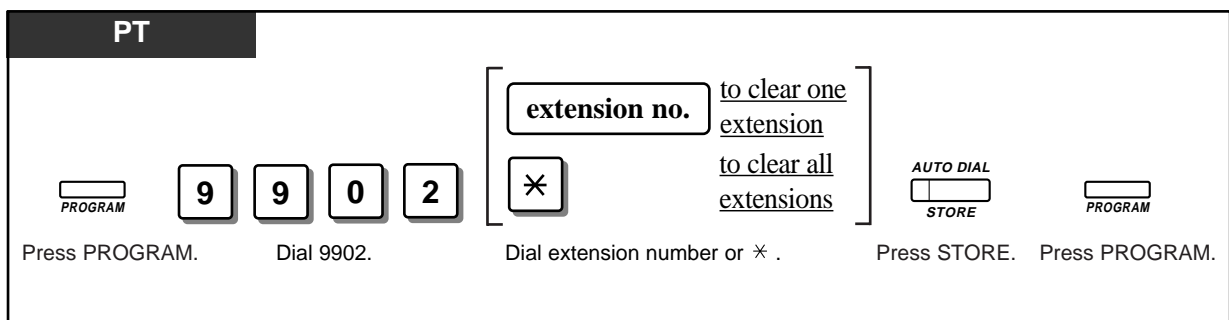 PT
extension no.
to clear one
extension
to clear all
extensions
PROGRAM
9 9 0 2
✳
AUTO DIAL
STORE
PROGRAM
Press PROGRAM.
Dial 9902.
Dial extension number or ✳ .
Press STORE.
Press PROGRAM.